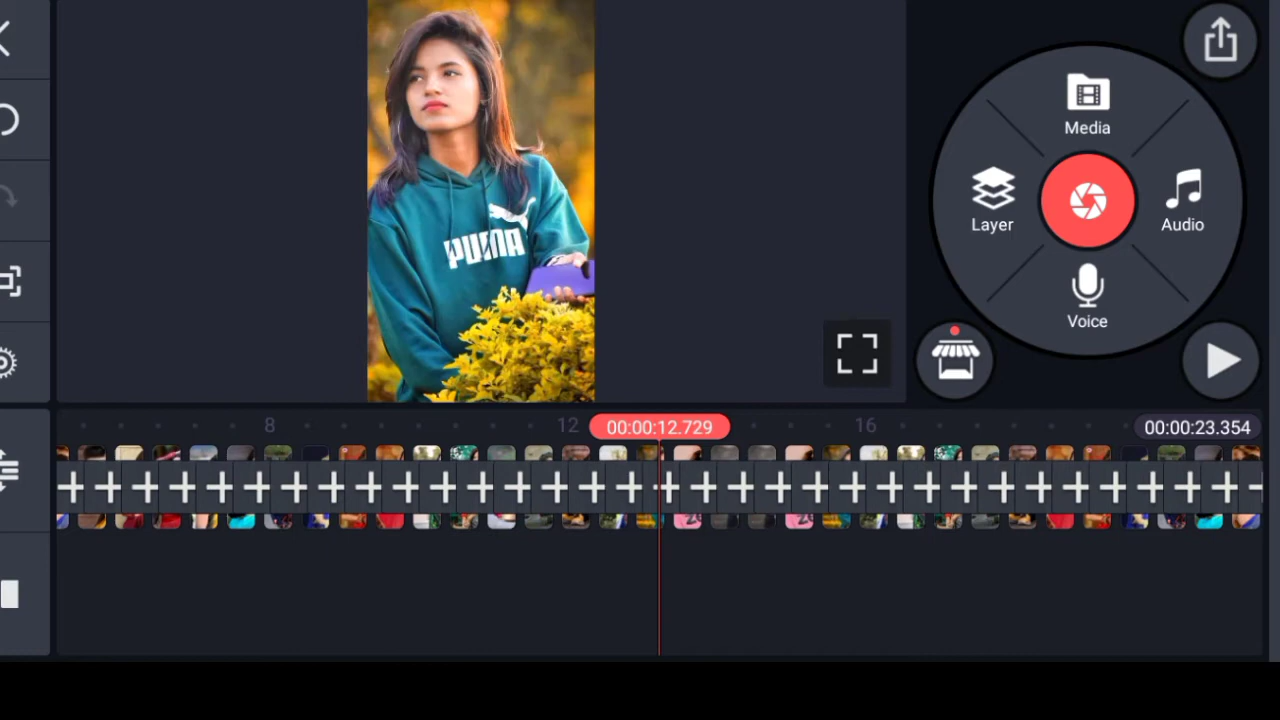 Media
Layer
Audio
Voice
PUMA
8
12
00:00:12.729
16
00:00:23.354